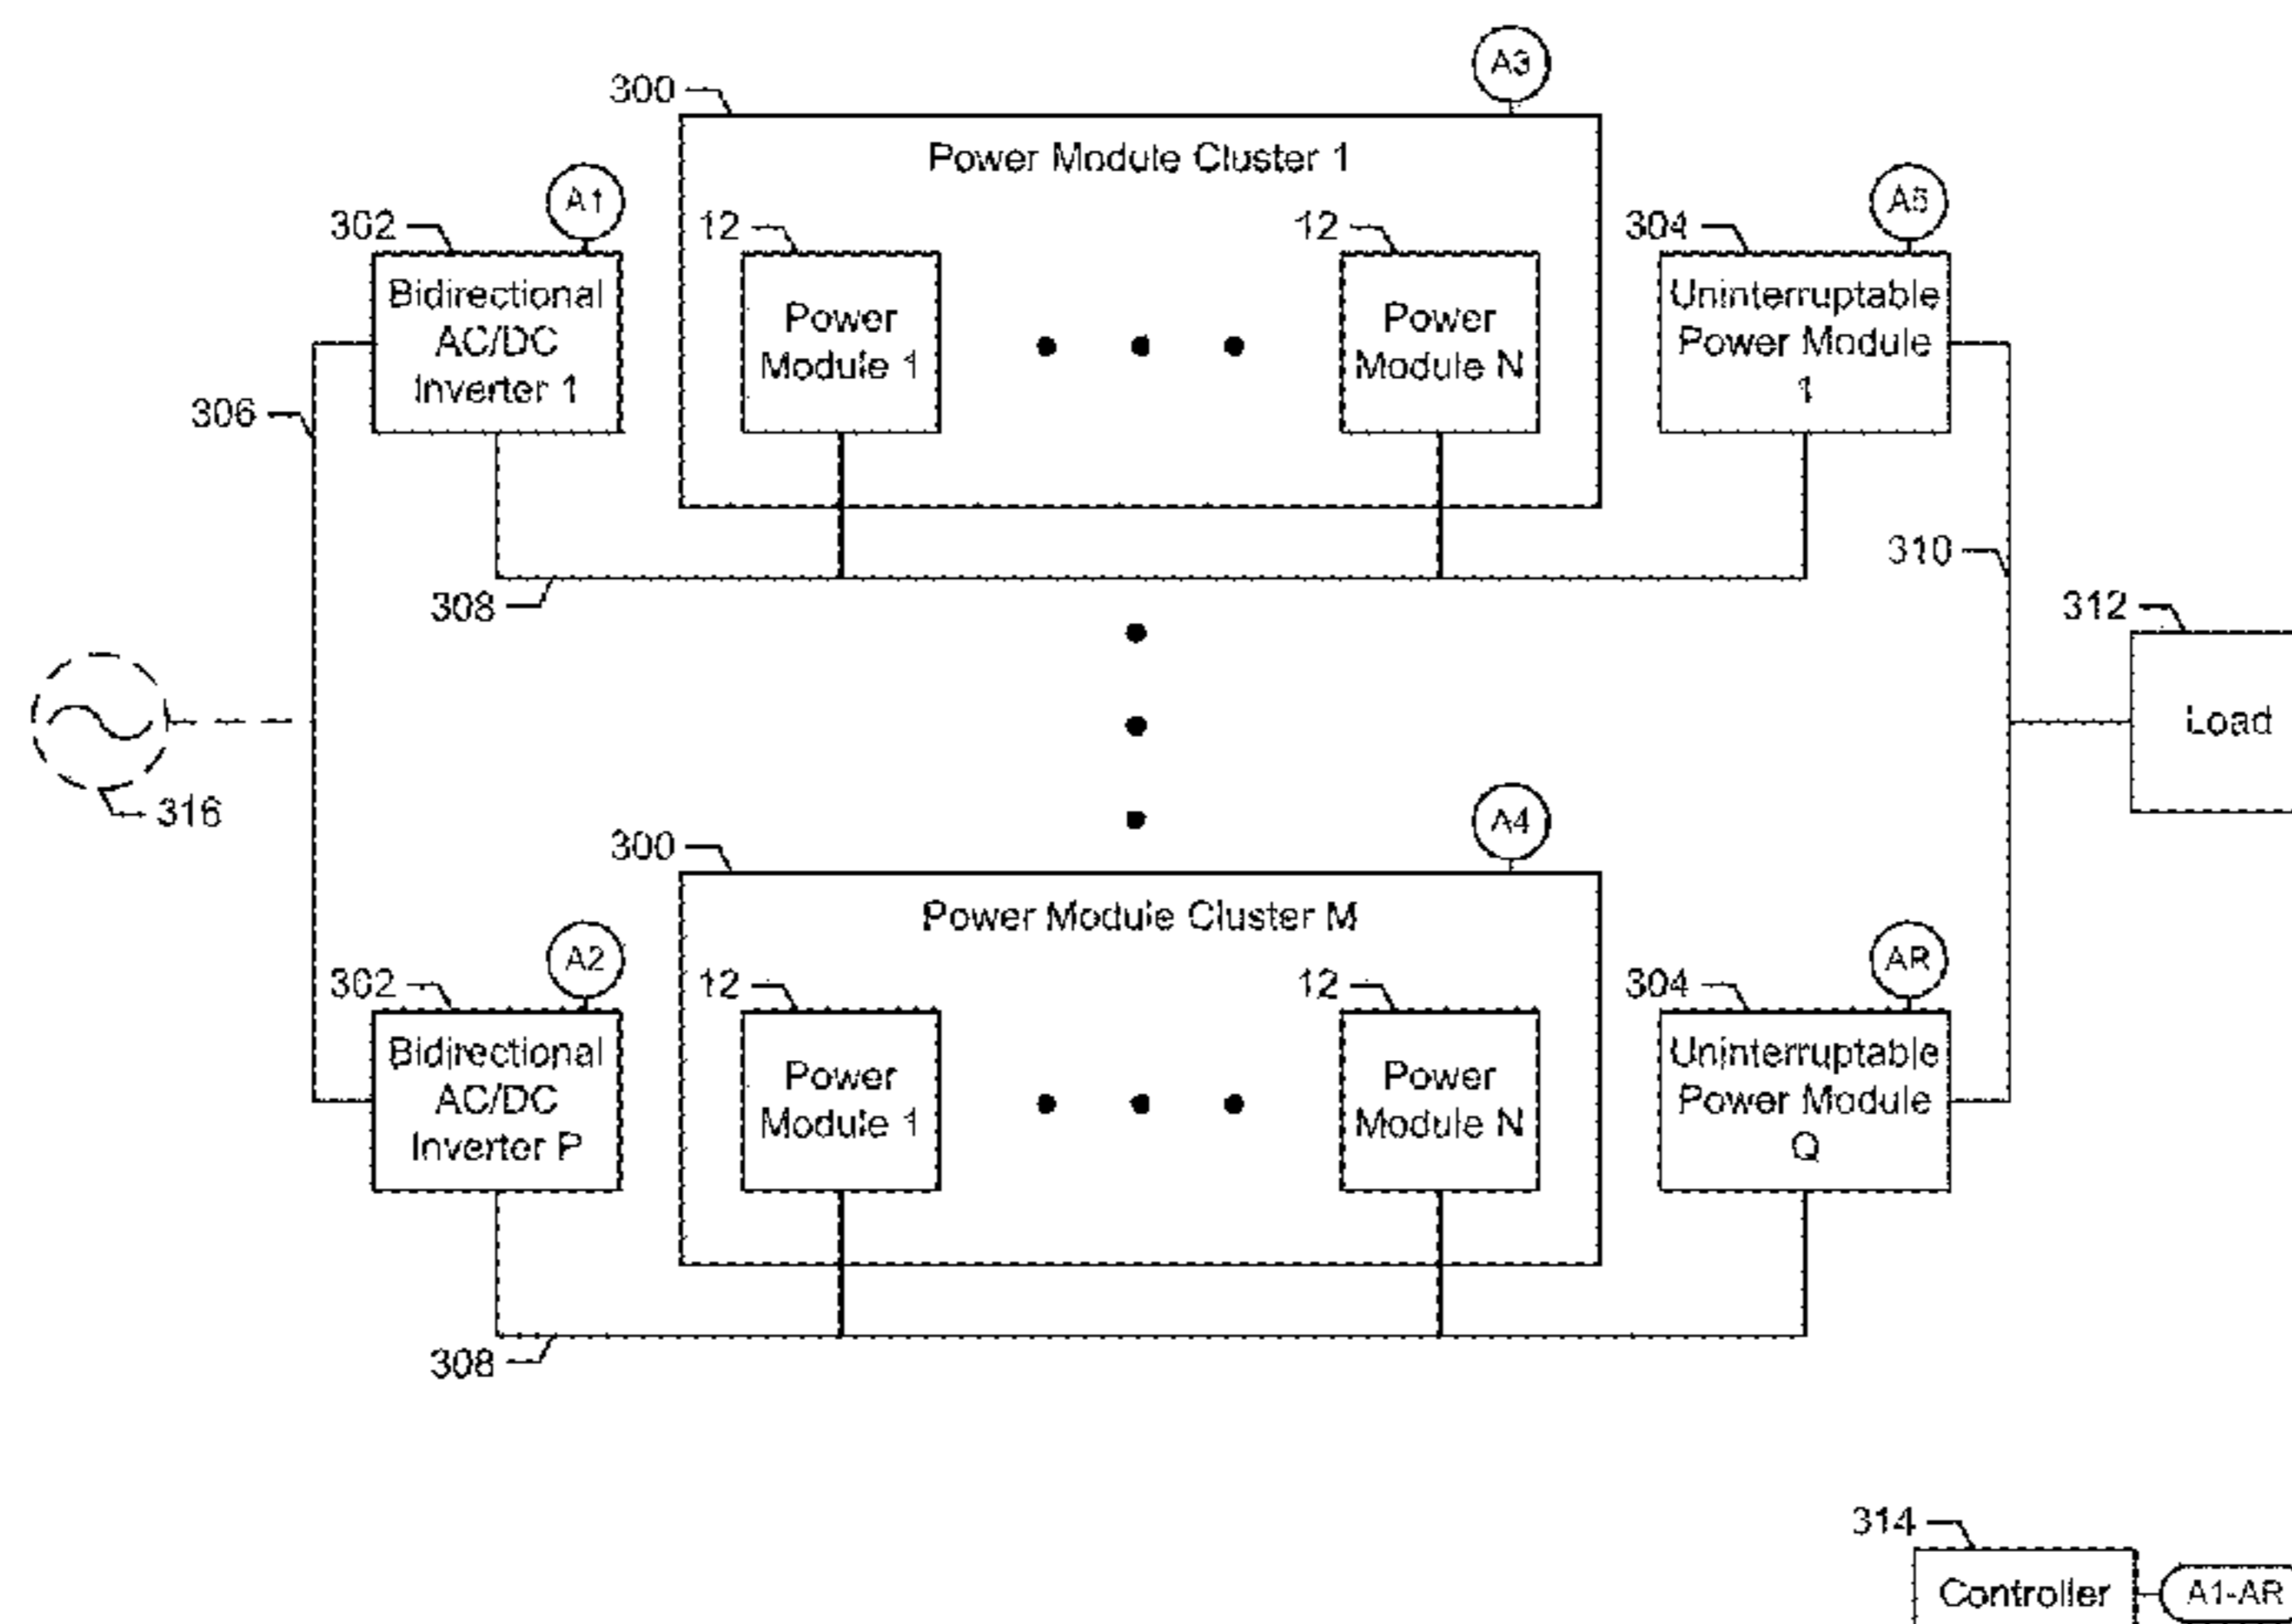 A3
300
Power Module Cluster 1
A1
A5
302
12
12
304
Bidirectional
AC/DC
Inverter 1
Power
Module 1
Power
Module N
Uninterruptable
Power Module
1
306
310
308
312
Load
316
300
A4
Power Module Cluster M
A2
AR
302
12
12
304
Bidirectional
AC/DC
Inverter P
Power
Module 1
Power
Module N
Uninterruptable
Power Module
Q
308
314
Controller
A1-AR